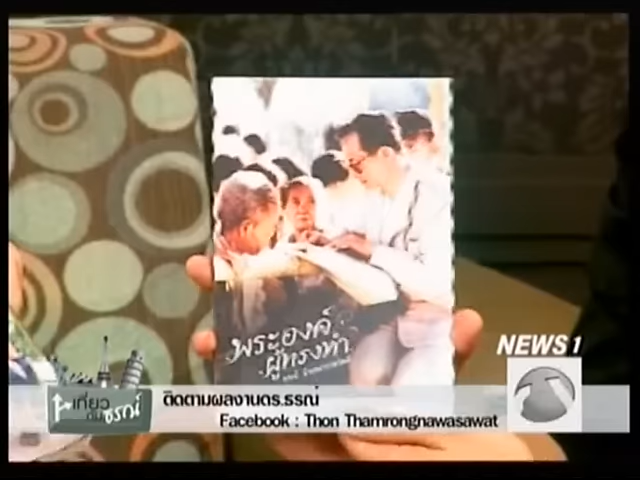 พระองค์
ผู้ทรงทำ
NEWS 1
เที่ยว
กับ
ธรณ์
ติดตามผลงานดร.ธรณ์
Facebook : Thon Thamrongnawasawat